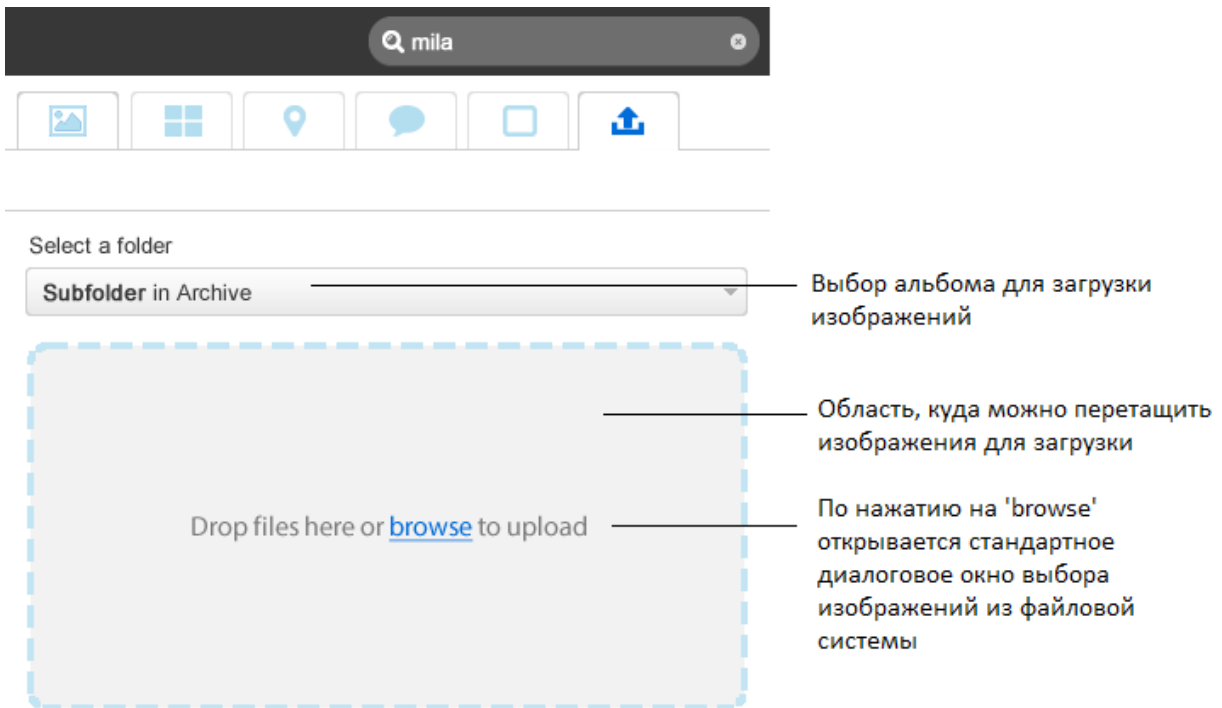 mila
Select a folder
Subfolder in Archive
Выбор альбома для загрузки
изображений
Область, куда можно перетащить
изображения для загрузки
Drop files here or browse to upload
По нажатию на 'browse'
открывается стандартное
диалоговое окно выбора
изображений из файловой
системы